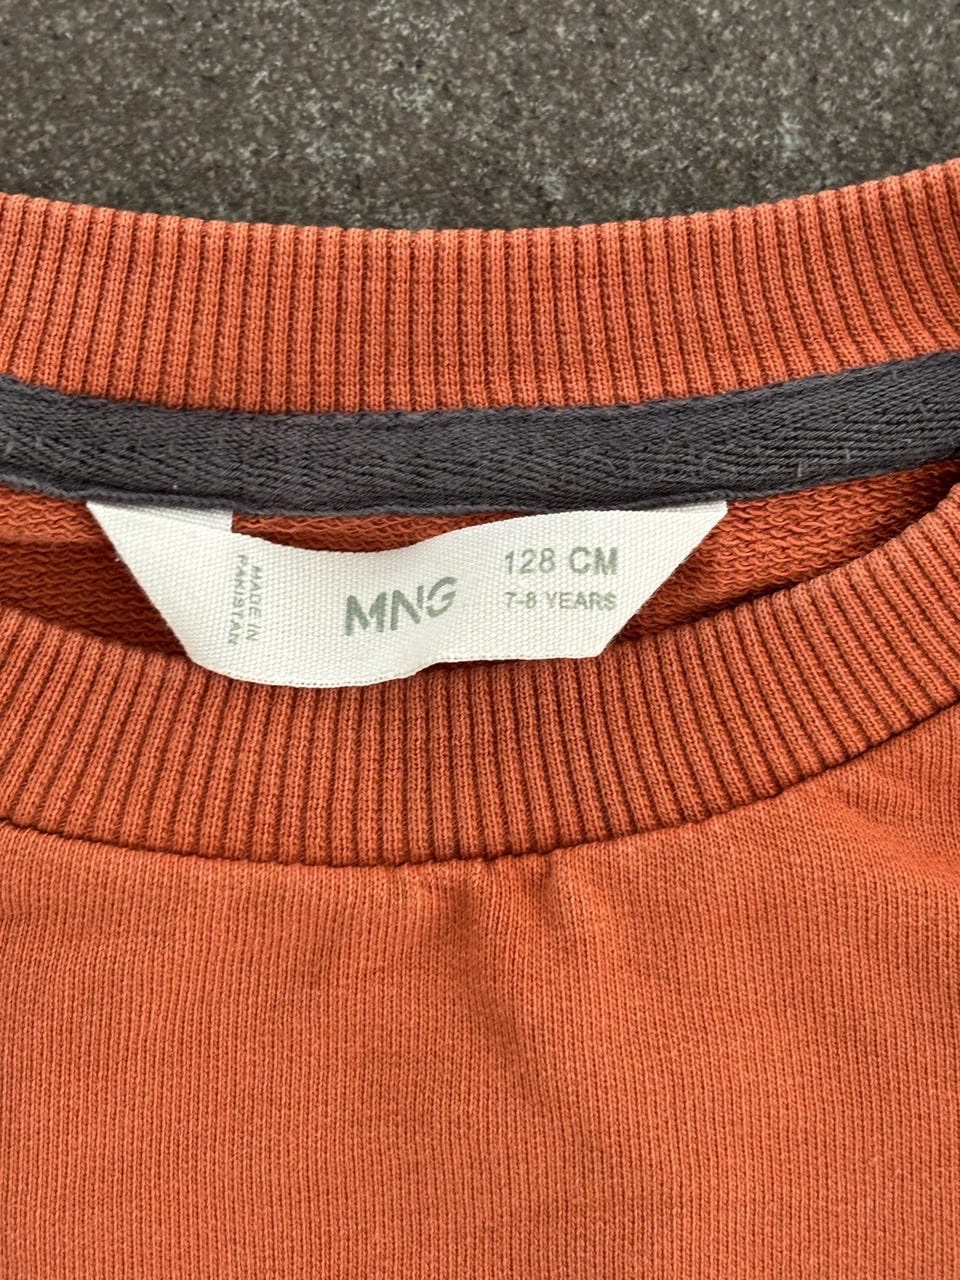 MADE IN
PAKISTAN
MNG
128 CM
7-8 YEARS